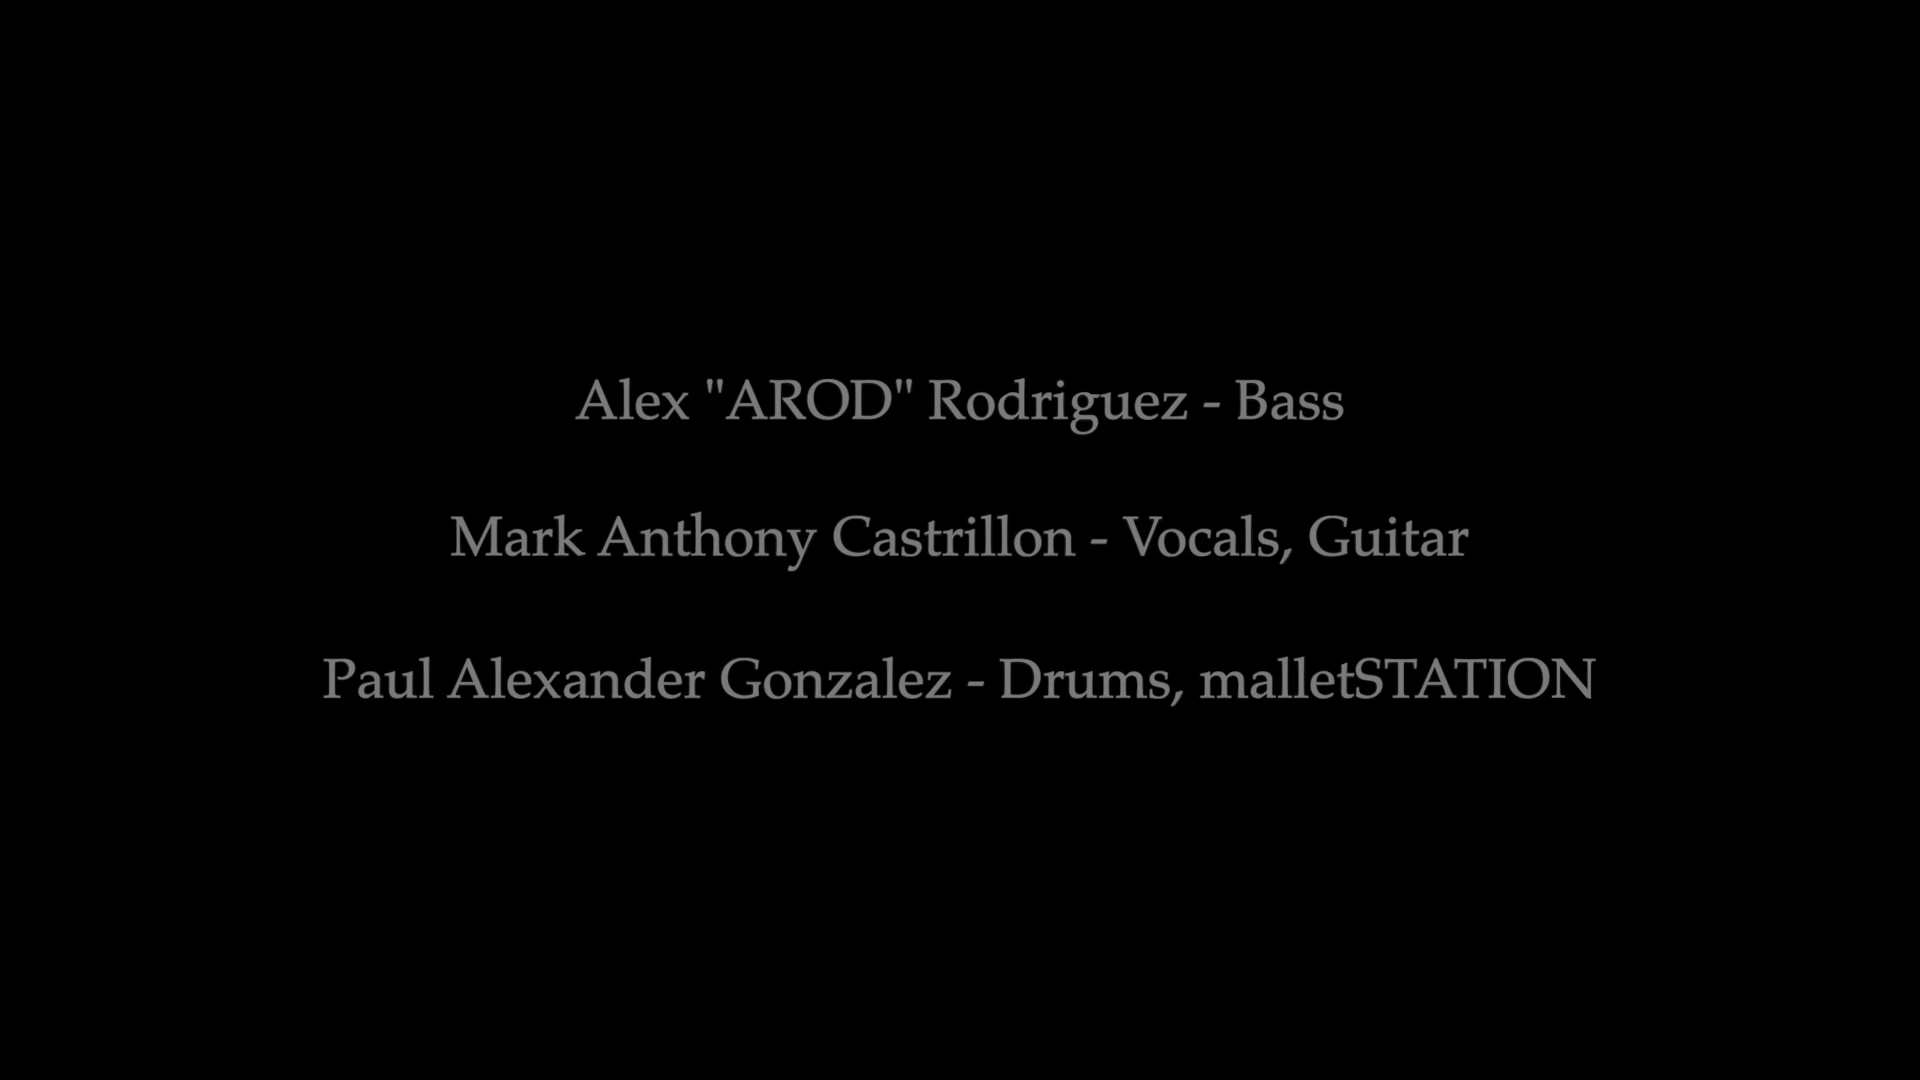 Alex "AROD" Rodriguez - Bass
Mark Anthony Castrillon - Vocals, Guitar
Paul Alexander Gonzalez - Drums, malletSTATION